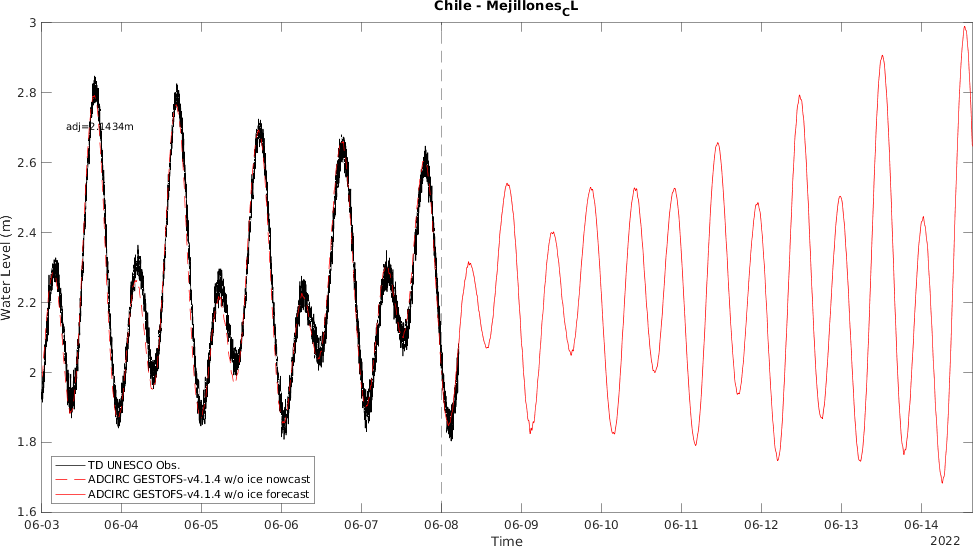 Chile - Mejillones_CL
3
2.8
2.6
2.4
2.2
2
1.8
1.6
Water Level (m)
adj=2.1434m
TD UNESCO Obs.
ADCIRC GESTOFS-v4.1.4 w/o ice nowcast
ADCIRC GESTOFS-v4.1.4 w/o ice forecast
06-03 06-04 06-05 06-06 06-07 06-08 06-09 06-10 06-11 06-12 06-13 06-14
Time
2022